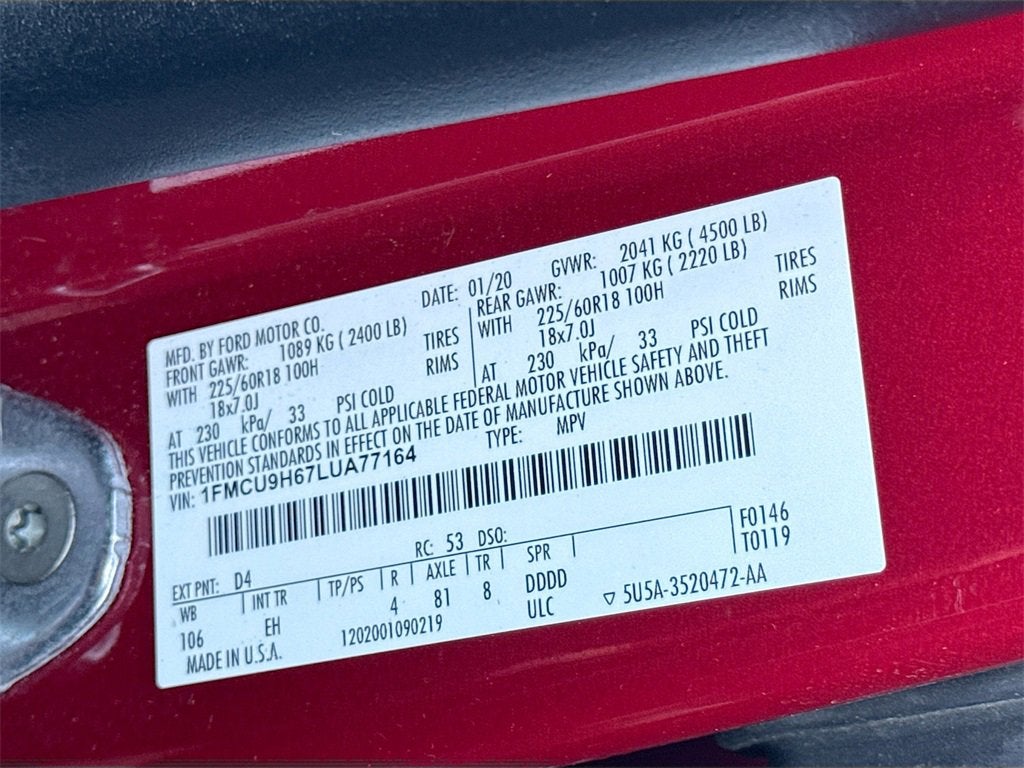 MFD. BY FORD MOTOR CO. DATE: 01/20 GVWR: 2041 KG ( 4500 LB)
FRONT GAWR: 1089 KG ( 2400 LB) REAR GAWR: 1007 KG ( 2220 LB)
WITH 225/60R18 100H TIRES WITH 225/60R18 100H TIRES
18x7.0J RIMS 18x7.0J RIMS
AT 230 kPa/ 33 PSI COLD AT 230 kPa/ 33 PSI COLD
THIS VEHICLE CONFORMS TO ALL APPLICABLE FEDERAL MOTOR VEHICLE SAFETY AND THEFT
PREVENTION STANDARDS IN EFFECT ON THE DATE OF MANUFACTURE SHOWN ABOVE.
VIN: 1FMCU9H67LUA77164 TYPE: MPV
F0146
T0119
EXT PNT: D4 RC: 53 DSO:
WB INT TR TP/PS R AXLE TR SPR
106 EH 4 81 8 DDDD
ULC ▽ 5U5A-3520472-AA
MADE IN U.S.A. 1202001090219